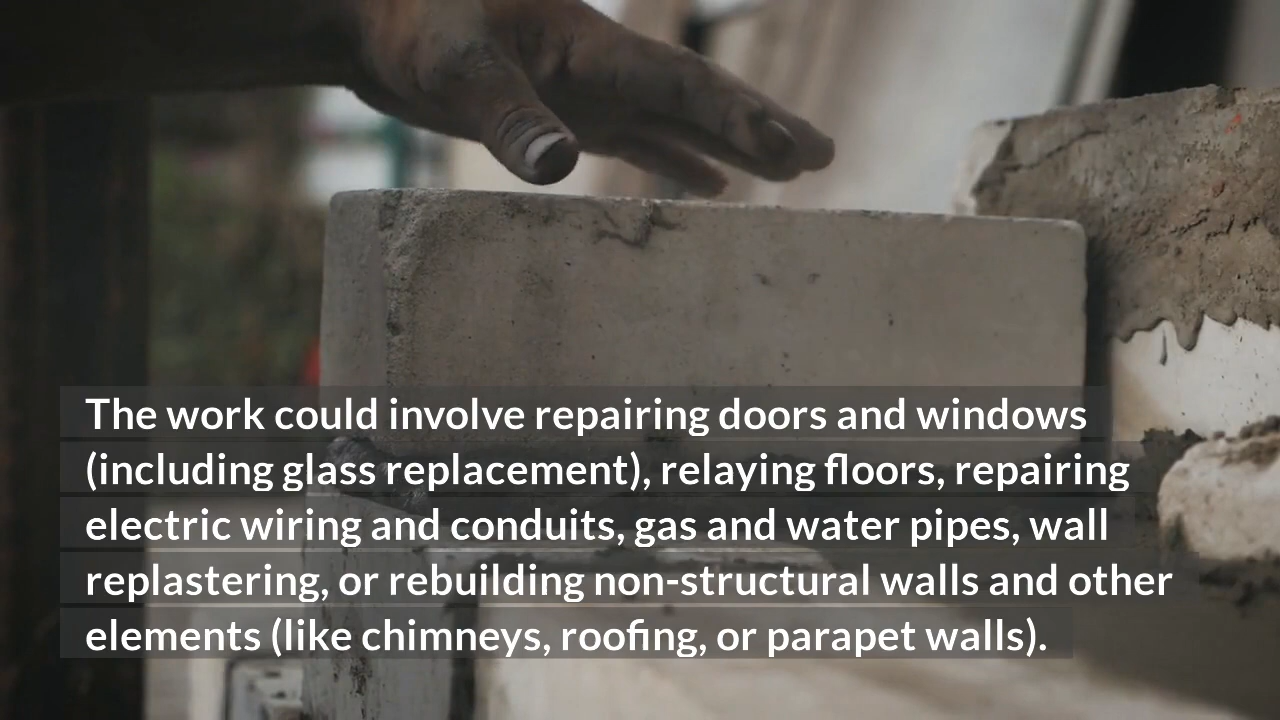 The work could involve repairing doors and windows
(including glass replacement), relaying floors, repairing
electric wiring and conduits, gas and water pipes, wall
replastering, or rebuilding non-structural walls and other
elements (like chimneys, roofing, or parapet walls).